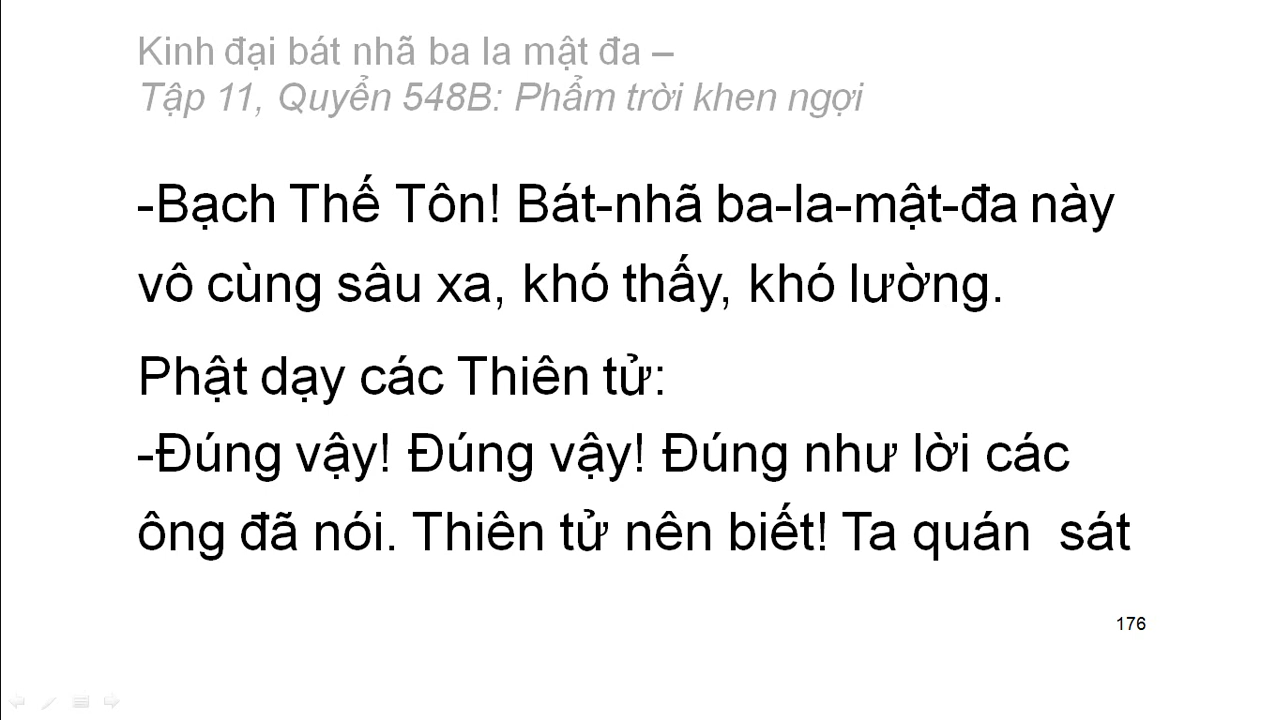 Kinh đại bát nhã ba la mật đa –
Tập 11, Quyển 548B: Phẩm trời khen ngợi
-Bạch Thế Tôn! Bát-nhã ba-la-mật-đa này
vô cùng sâu xa, khó thấy, khó lường.
Phật dạy các Thiên tử:
-Đúng vậy! Đúng vậy! Đúng như lời các
ông đã nói. Thiên tử nên biết! Ta quán  sát
176